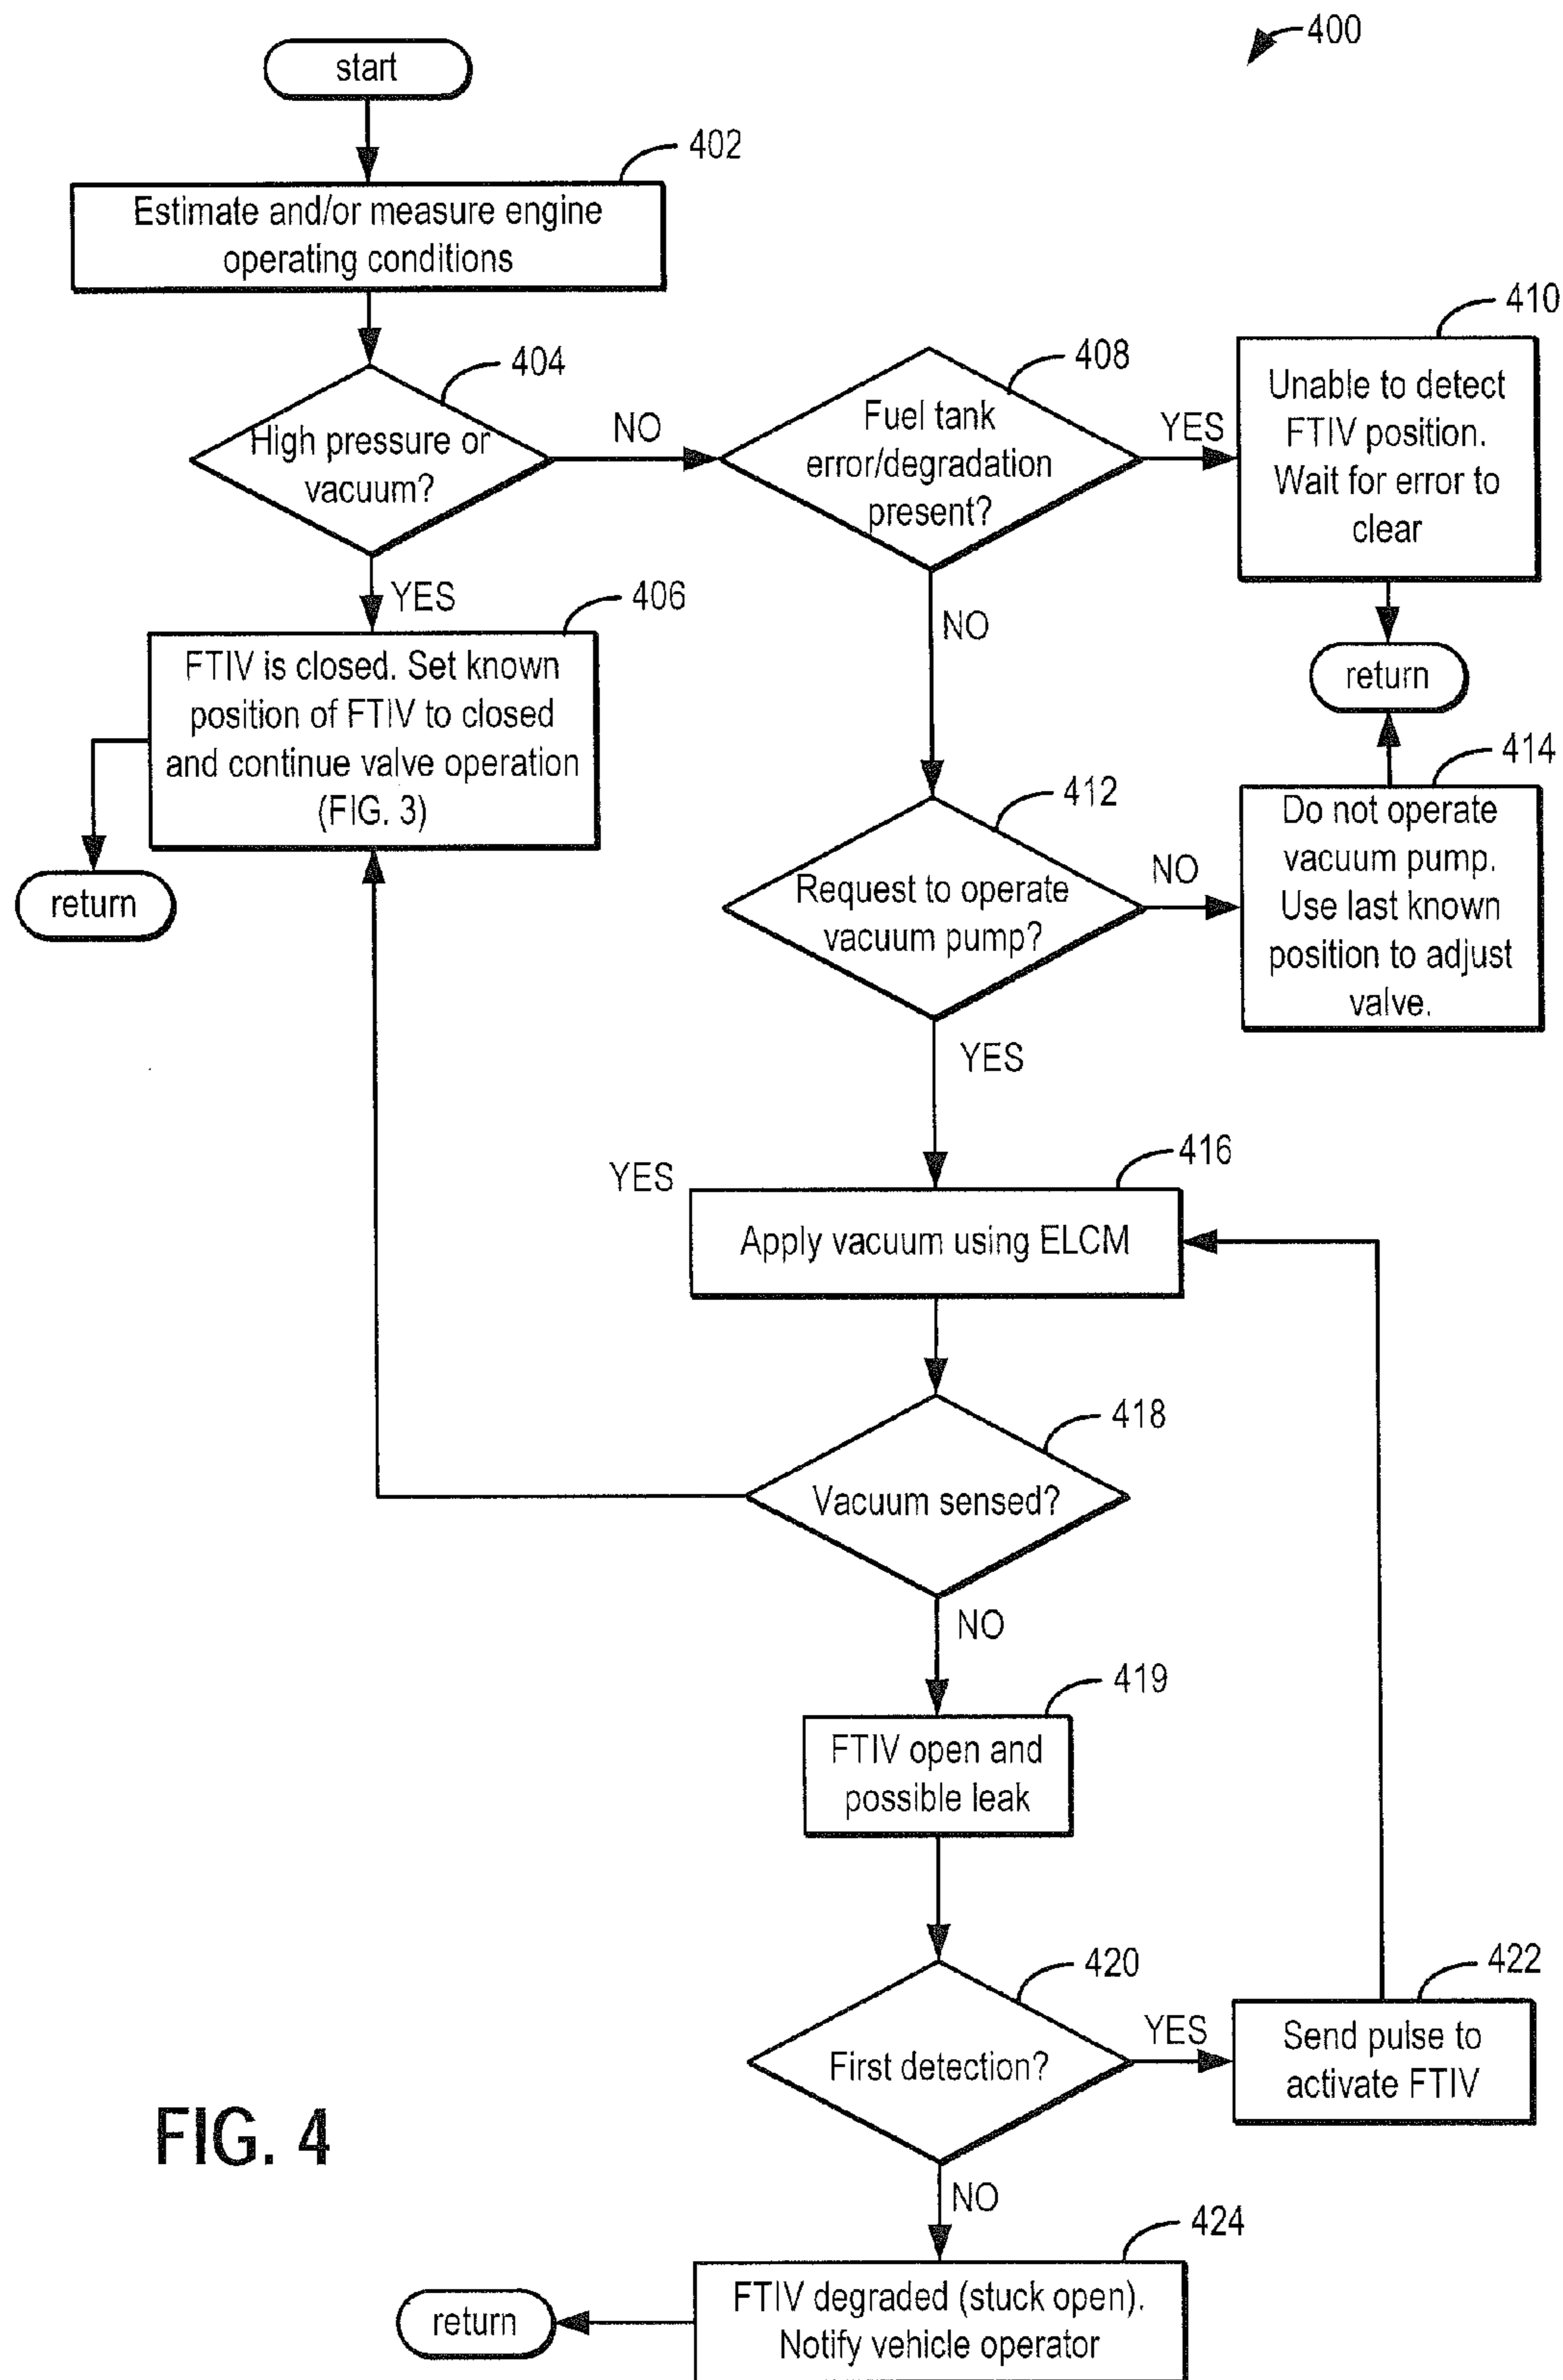 400
start
402
Estimate and/or measure engine
operating conditions
404
High pressure or
vacuum?
NO
YES
408
Fuel tank
error/degradation
present?
YES
NO
410
Unable to detect
FTIV position.
Wait for error to
clear
return
406
FTIV is closed. Set known
position of FTIV to closed
and continue valve operation
(FIG. 3)
return
412
Request to operate
vacuum pump?
NO
YES
414
Do not operate
vacuum pump.
Use last known
position to adjust
valve.
416
YES
Apply vacuum using ELCM
418
Vacuum sensed?
NO
419
FTIV open and
possible leak
420
First detection?
YES
NO
422
Send pulse to
activate FTIV
FIG. 4
424
FTIV degraded (stuck open).
Notify vehicle operator
return